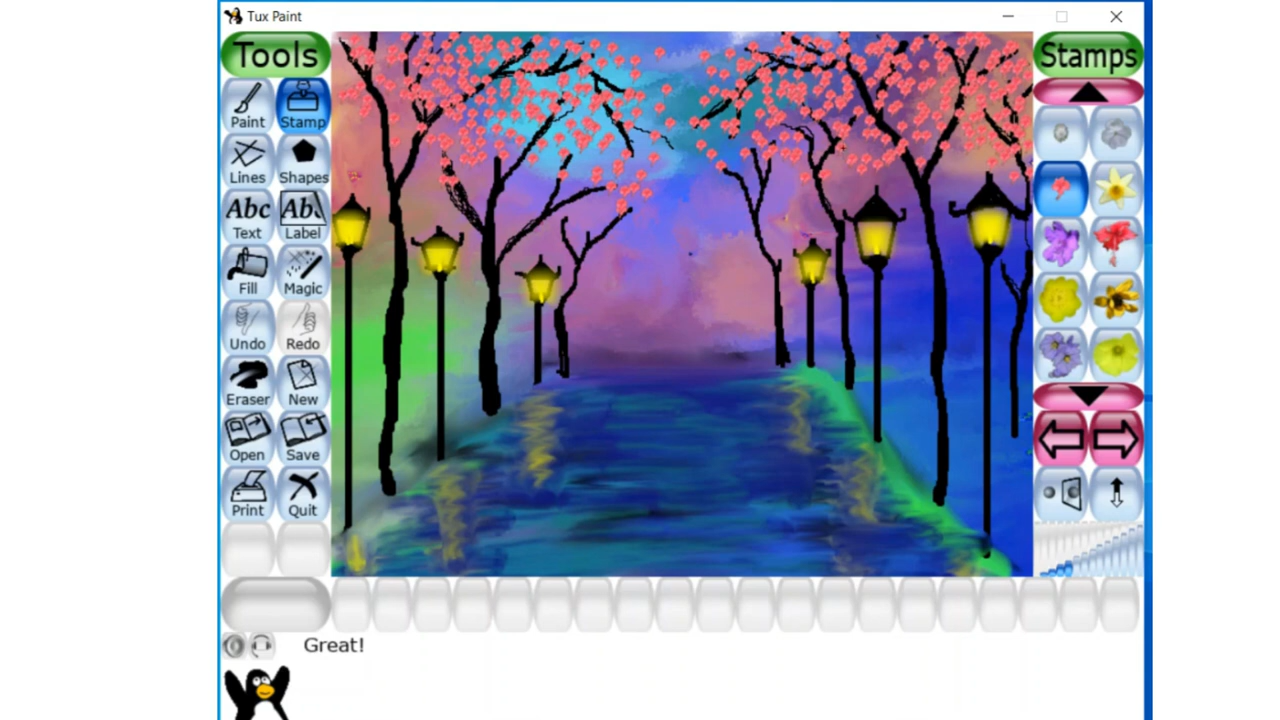 Tux Paint
Tools
Stamps
Paint
Stamp
Lines
Shapes
Abc
Text
Abc
Label
Fill
Magic
Undo
Redo
Eraser
New
Open
Save
Print
Quit
Great!